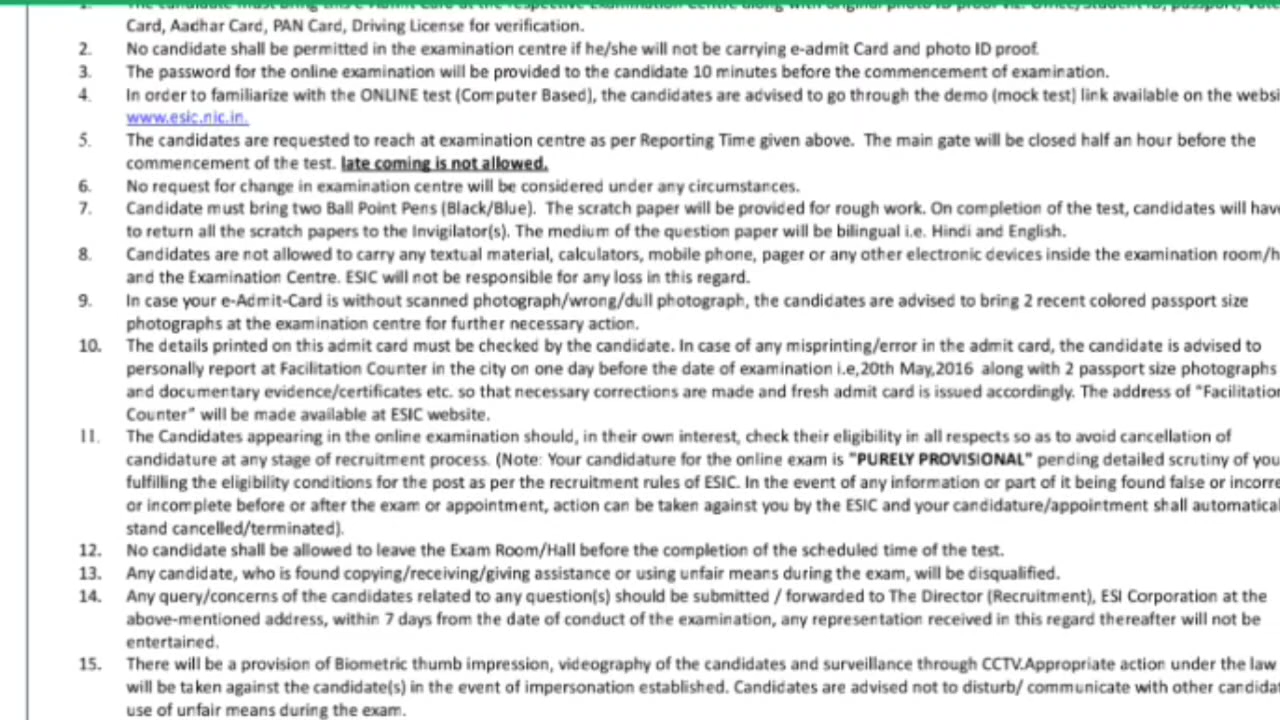 1. The candidate must bring this e-Admit Card at the respective Examination Centre along with original photo ID proof viz. Office/Student ID, passport,
Card, Aadhar Card, PAN Card, Driving License for verification.
2. No candidate shall be permitted in the examination centre if he/she will not be carrying e-admit Card and photo ID proof.
3. The password for the online examination will be provided to the candidate 10 minutes before the commencement of examination.
4. In order to familiarize with the ONLINE test (Computer Based), the candidates are advised to go through the demo (mock test) link available on the websi
www.esic.nic.in.
5. The candidates are requested to reach at examination centre as per Reporting Time given above. The main gate will be closed half an hour before the
commencement of the test. late coming is not allowed.
6. No request for change in examination centre will be considered under any circumstances.
7. Candidate must bring two Ball Point Pens (Black/Blue). The scratch paper will be provided for rough work. On completion of the test, candidates will have
to return all the scratch papers to the Invigilator(s). The medium of the question paper will be bilingual i.e. Hindi and English.
8. Candidates are not allowed to carry any textual material, calculators, mobile phone, pager or any other electronic devices inside the examination room/h
and the Examination Centre. ESIC will not be responsible for any loss in this regard.
9. In case your e-Admit-Card is without scanned photograph/wrong/dull photograph, the candidates are advised to bring 2 recent colored passport size
photographs at the examination centre for further necessary action.
10. The details printed on this admit card must be checked by the candidate. In case of any misprinting/error in the admit card, the candidate is advised to
personally report at Facilitation Counter in the city on one day before the date of examination i.e,20th May,2016 along with 2 passport size photographs
and documentary evidence/certificates etc. so that necessary corrections are made and fresh admit card is issued accordingly. The address of "Facilitation
Counter" will be made available at ESIC website.
11. The Candidates appearing in the online examination should, in their own interest, check their eligibility in all respects so as to avoid cancellation of
candidature at any stage of recruitment process. (Note: Your candidature for the online exam is "PURELY PROVISIONAL" pending detailed scrutiny of you
fulfilling the eligibility conditions for the post as per the recruitment rules of ESIC. In the event of any information or part of it being found false or incorre
or incomplete before or after the exam or appointment, action can be taken against you by the ESIC and your candidature/appointment shall automatical
stand cancelled/terminated).
12. No candidate shall be allowed to leave the Exam Room/Hall before the completion of the scheduled time of the test.
13. Any candidate, who is found copying/receiving/giving assistance or using unfair means during the exam, will be disqualified.
14. Any query/concerns of the candidates related to any question(s) should be submitted / forwarded to The Director (Recruitment), ESI Corporation at the
above-mentioned address, within 7 days from the date of conduct of the examination, any representation received in this regard thereafter will not be
entertained.
15. There will be a provision of Biometric thumb impression, videography of the candidates and surveillance through CCTV.Appropriate action under the law
will be taken against the candidate(s) in the event of impersonation established. Candidates are advised not to disturb/ communicate with other candidat
use of unfair means during the exam.